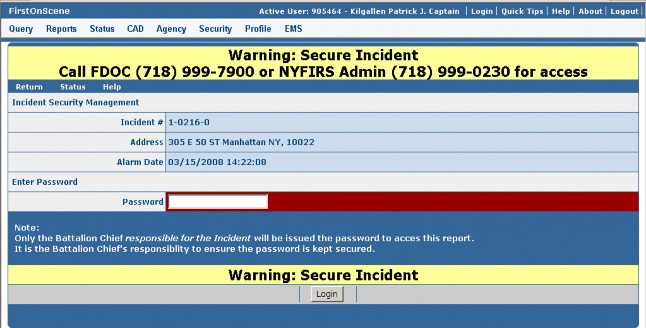 FirstOnScene Active User: 905464 - Kilgallen Patrick J. Captain | Login | Quick Tips | Help | About | Logout |
Query Reports Status CAD Agency Security Profile EMS
Warning: Secure Incident
Call FDOC (718) 999-7900 or NYFIRS Admin (718) 999-0230 for access
Return Status Help
Incident Security Management
Incident # 1-0216-0
Address 305 E 50 ST Manhattan NY, 10022
Alarm Date 03/15/2008 14:22:08
Enter Password
Password
Note:
Only the Battalion Chief responsible for the Incident will be issued the password to acces this report.
It is the Battalion Chief's responsiblity to ensure the password is kept secured.
Warning: Secure Incident
Login